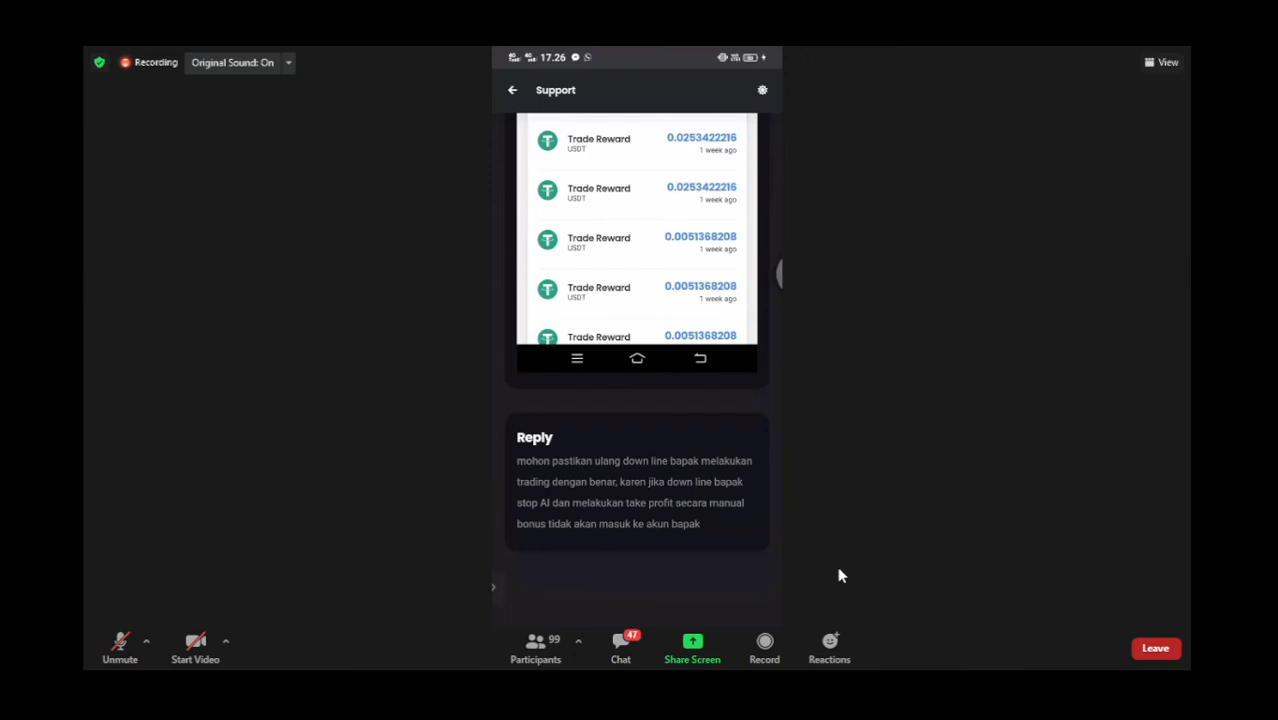 Recording
Original Sound: On
View
17.26
Support
Trade Reward 0.0253422216
USDT 1 week ago
Trade Reward 0.0253422216
USDT 1 week ago
Trade Reward 0.0051368208
USDT 1 week ago
Trade Reward 0.0051368208
USDT 1 week ago
Trade Reward 0.0051368208
Reply
mohon pastikan ulang down line bapak melakukan
trading dengan benar, karen jika down line bapak
stop AI dan melakukan take profit secara manual
bonus tidak akan masuk ke akun bapak
Unmute
Start Video
99
Participants
47
Chat
Share Screen
Record
Reactions
Leave